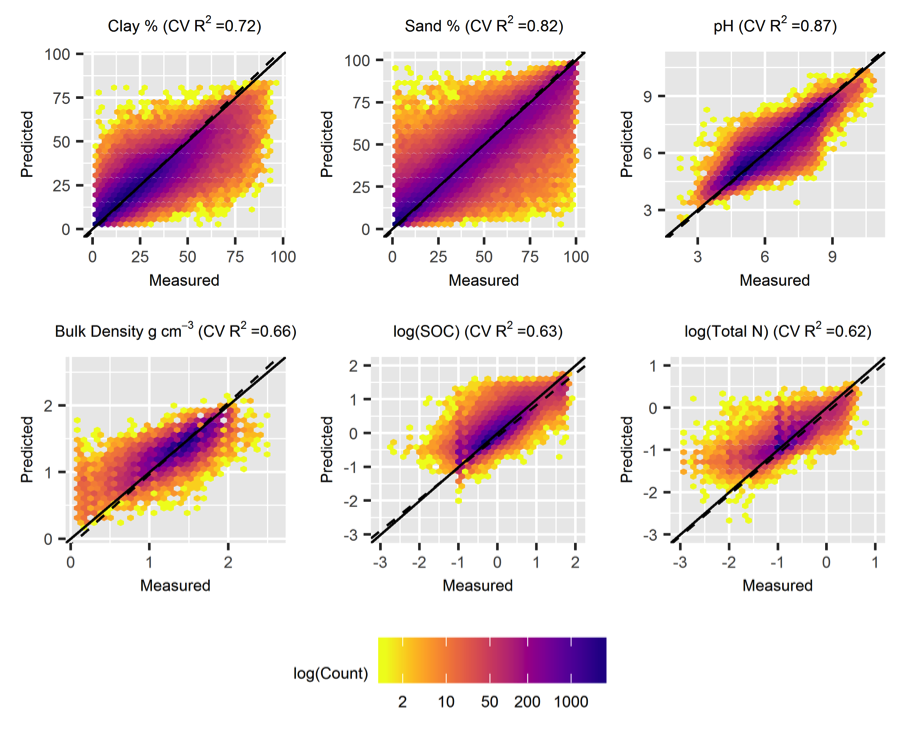 Clay % (CV R² =0.72)
Sand % (CV R² =0.82)
pH (CV R² =0.87)
100
75
50
25
0
Predicted
0 25 50 75 100
Measured
100
75
50
25
0
Predicted
0 25 50 75 100
Measured
9
6
3
Predicted
3 6 9
Measured
Bulk Density g cm⁻³ (CV R² =0.66)
log(SOC) (CV R² =0.63)
log(Total N) (CV R² =0.62)
2
1
0
Predicted
0 1 2
Measured
2
1
0
-1
-2
-3
Predicted
-3 -2 -1 0 1 2
Measured
1
0
-1
-2
-3
Predicted
-3 -2 -1 0 1
Measured
log(Count)
2 10 50 200 1000